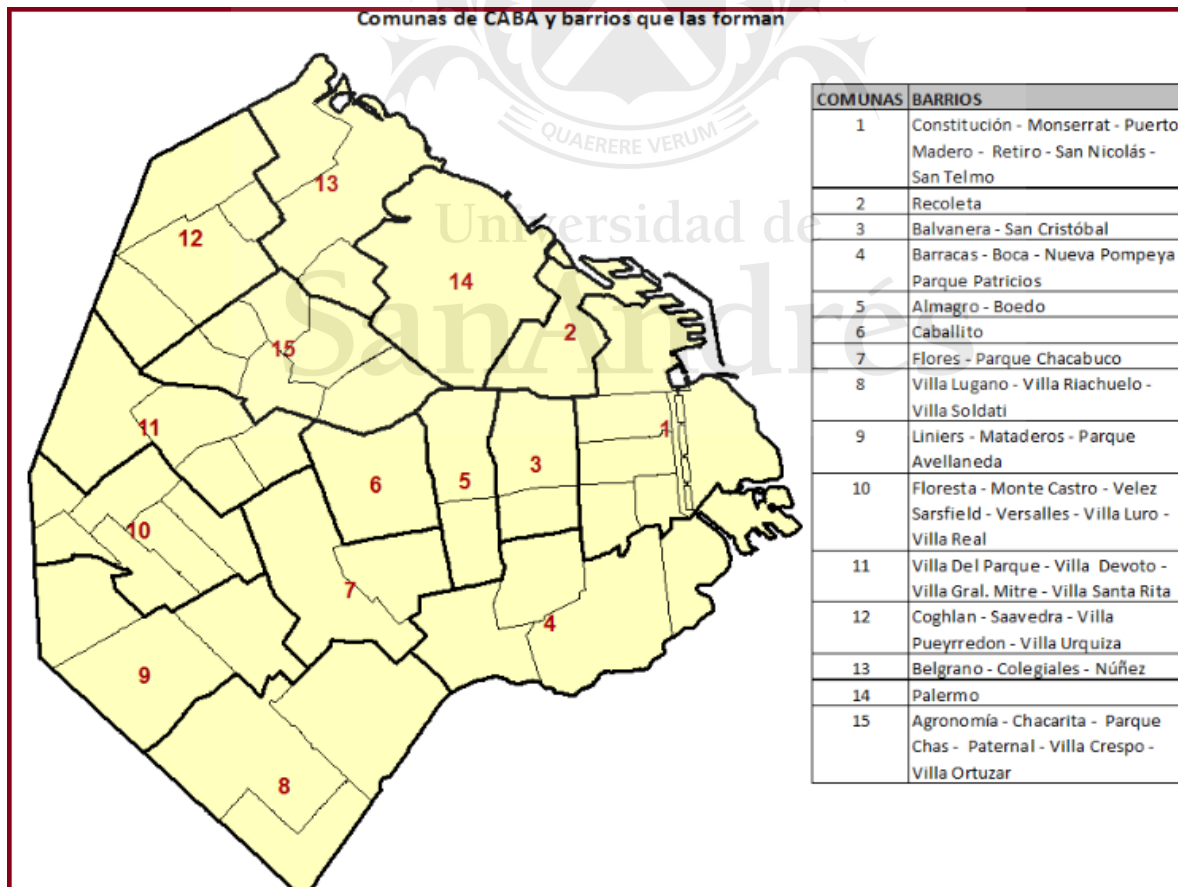 Comunas de CABA y barrios que las forman
QUAERERE VERUM
Universidad de
SanAndrés
13
12
14
2
15
11
1
3
5
6
10
7
4
9
8
COMUNAS BARRIOS
1 Constitución - Monserrat - Puerto
Madero - Retiro - San Nicolás -
San Telmo
2 Recoleta
3 Balvanera - San Cristóbal
4 Barracas - Boca - Nueva Pompeya
Parque Patricios
5 Almagro - Boedo
6 Caballito
7 Flores - Parque Chacabuco
8 Villa Lugano - Villa Riachuelo -
Villa Soldati
9 Liniers - Mataderos - Parque
Avellaneda
10 Floresta - Monte Castro - Velez
Sarsfield - Versalles - Villa Luro -
Villa Real
11 Villa Del Parque - Villa Devoto -
Villa Gral. Mitre - Villa Santa Rita
12 Coghlan - Saavedra - Villa
Pueyrredon - Villa Urquiza
13 Belgrano - Colegiales - Núñez
14 Palermo
15 Agronomía - Chacarita - Parque
Chas - Paternal - Villa Crespo -
Villa Ortuzar